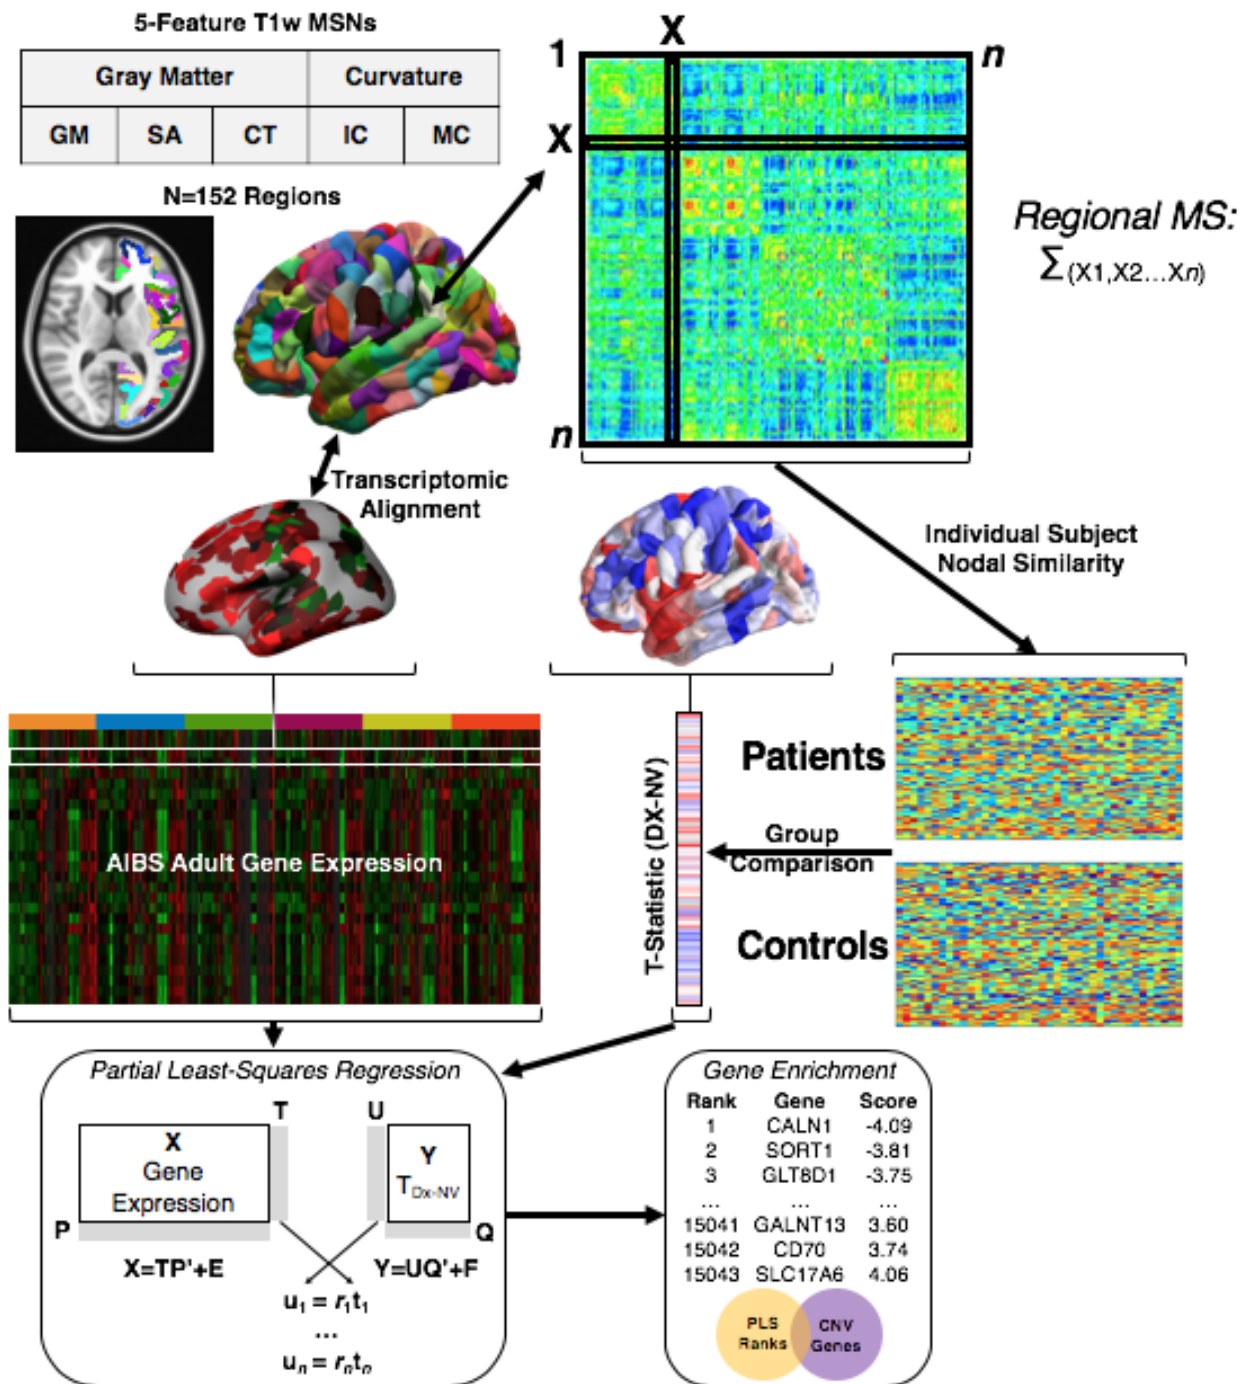 5-Feature T1w MSNs
Gray Matter Curvature
GM SA CT IC MC
N=152 Regions
X
1 n
X
n
Regional MS:
Σ(X1,X2...Xn)
Transcriptomic
Alignment
Individual Subject
Nodal Similarity
AIBS Adult Gene Expression
T-Statistic (DX-NV)
Patients
Group
Comparison
Controls
Partial Least-Squares Regression
T U
X
Gene
Expression
Y
TDx-NV
P Q
X=TP'+E Y=UQ'+F
u1 = r1t1
...
un = rntn
Gene Enrichment
Rank Gene Score
1 CALN1 -4.09
2 SORT1 -3.81
3 GLT8D1 -3.75
... ... ...
15041 GALNT13 3.60
15042 CD70 3.74
15043 SLC17A6 4.06
PLS
Ranks
CNV
Genes